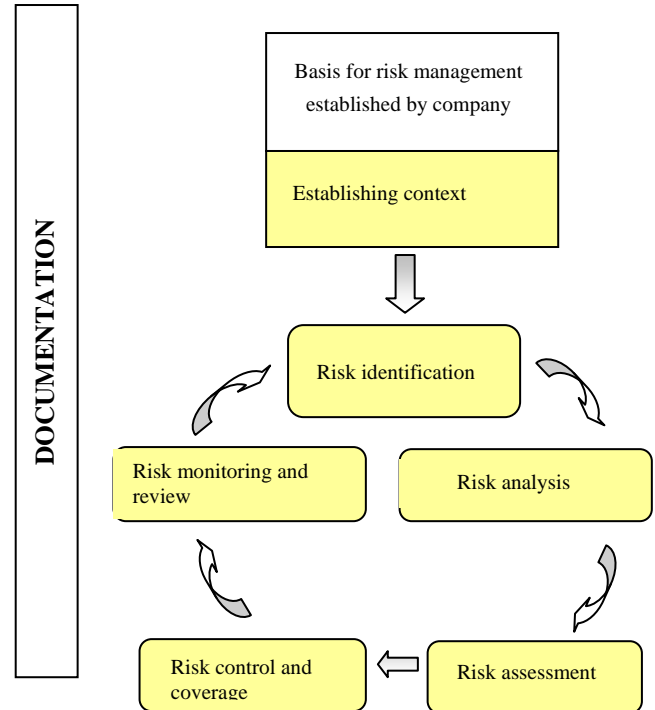 DOCUMENTATION
Basis for risk management
established by company
Establishing context
Risk identification
Risk monitoring and
review
Risk analysis
Risk control and
coverage
Risk assessment